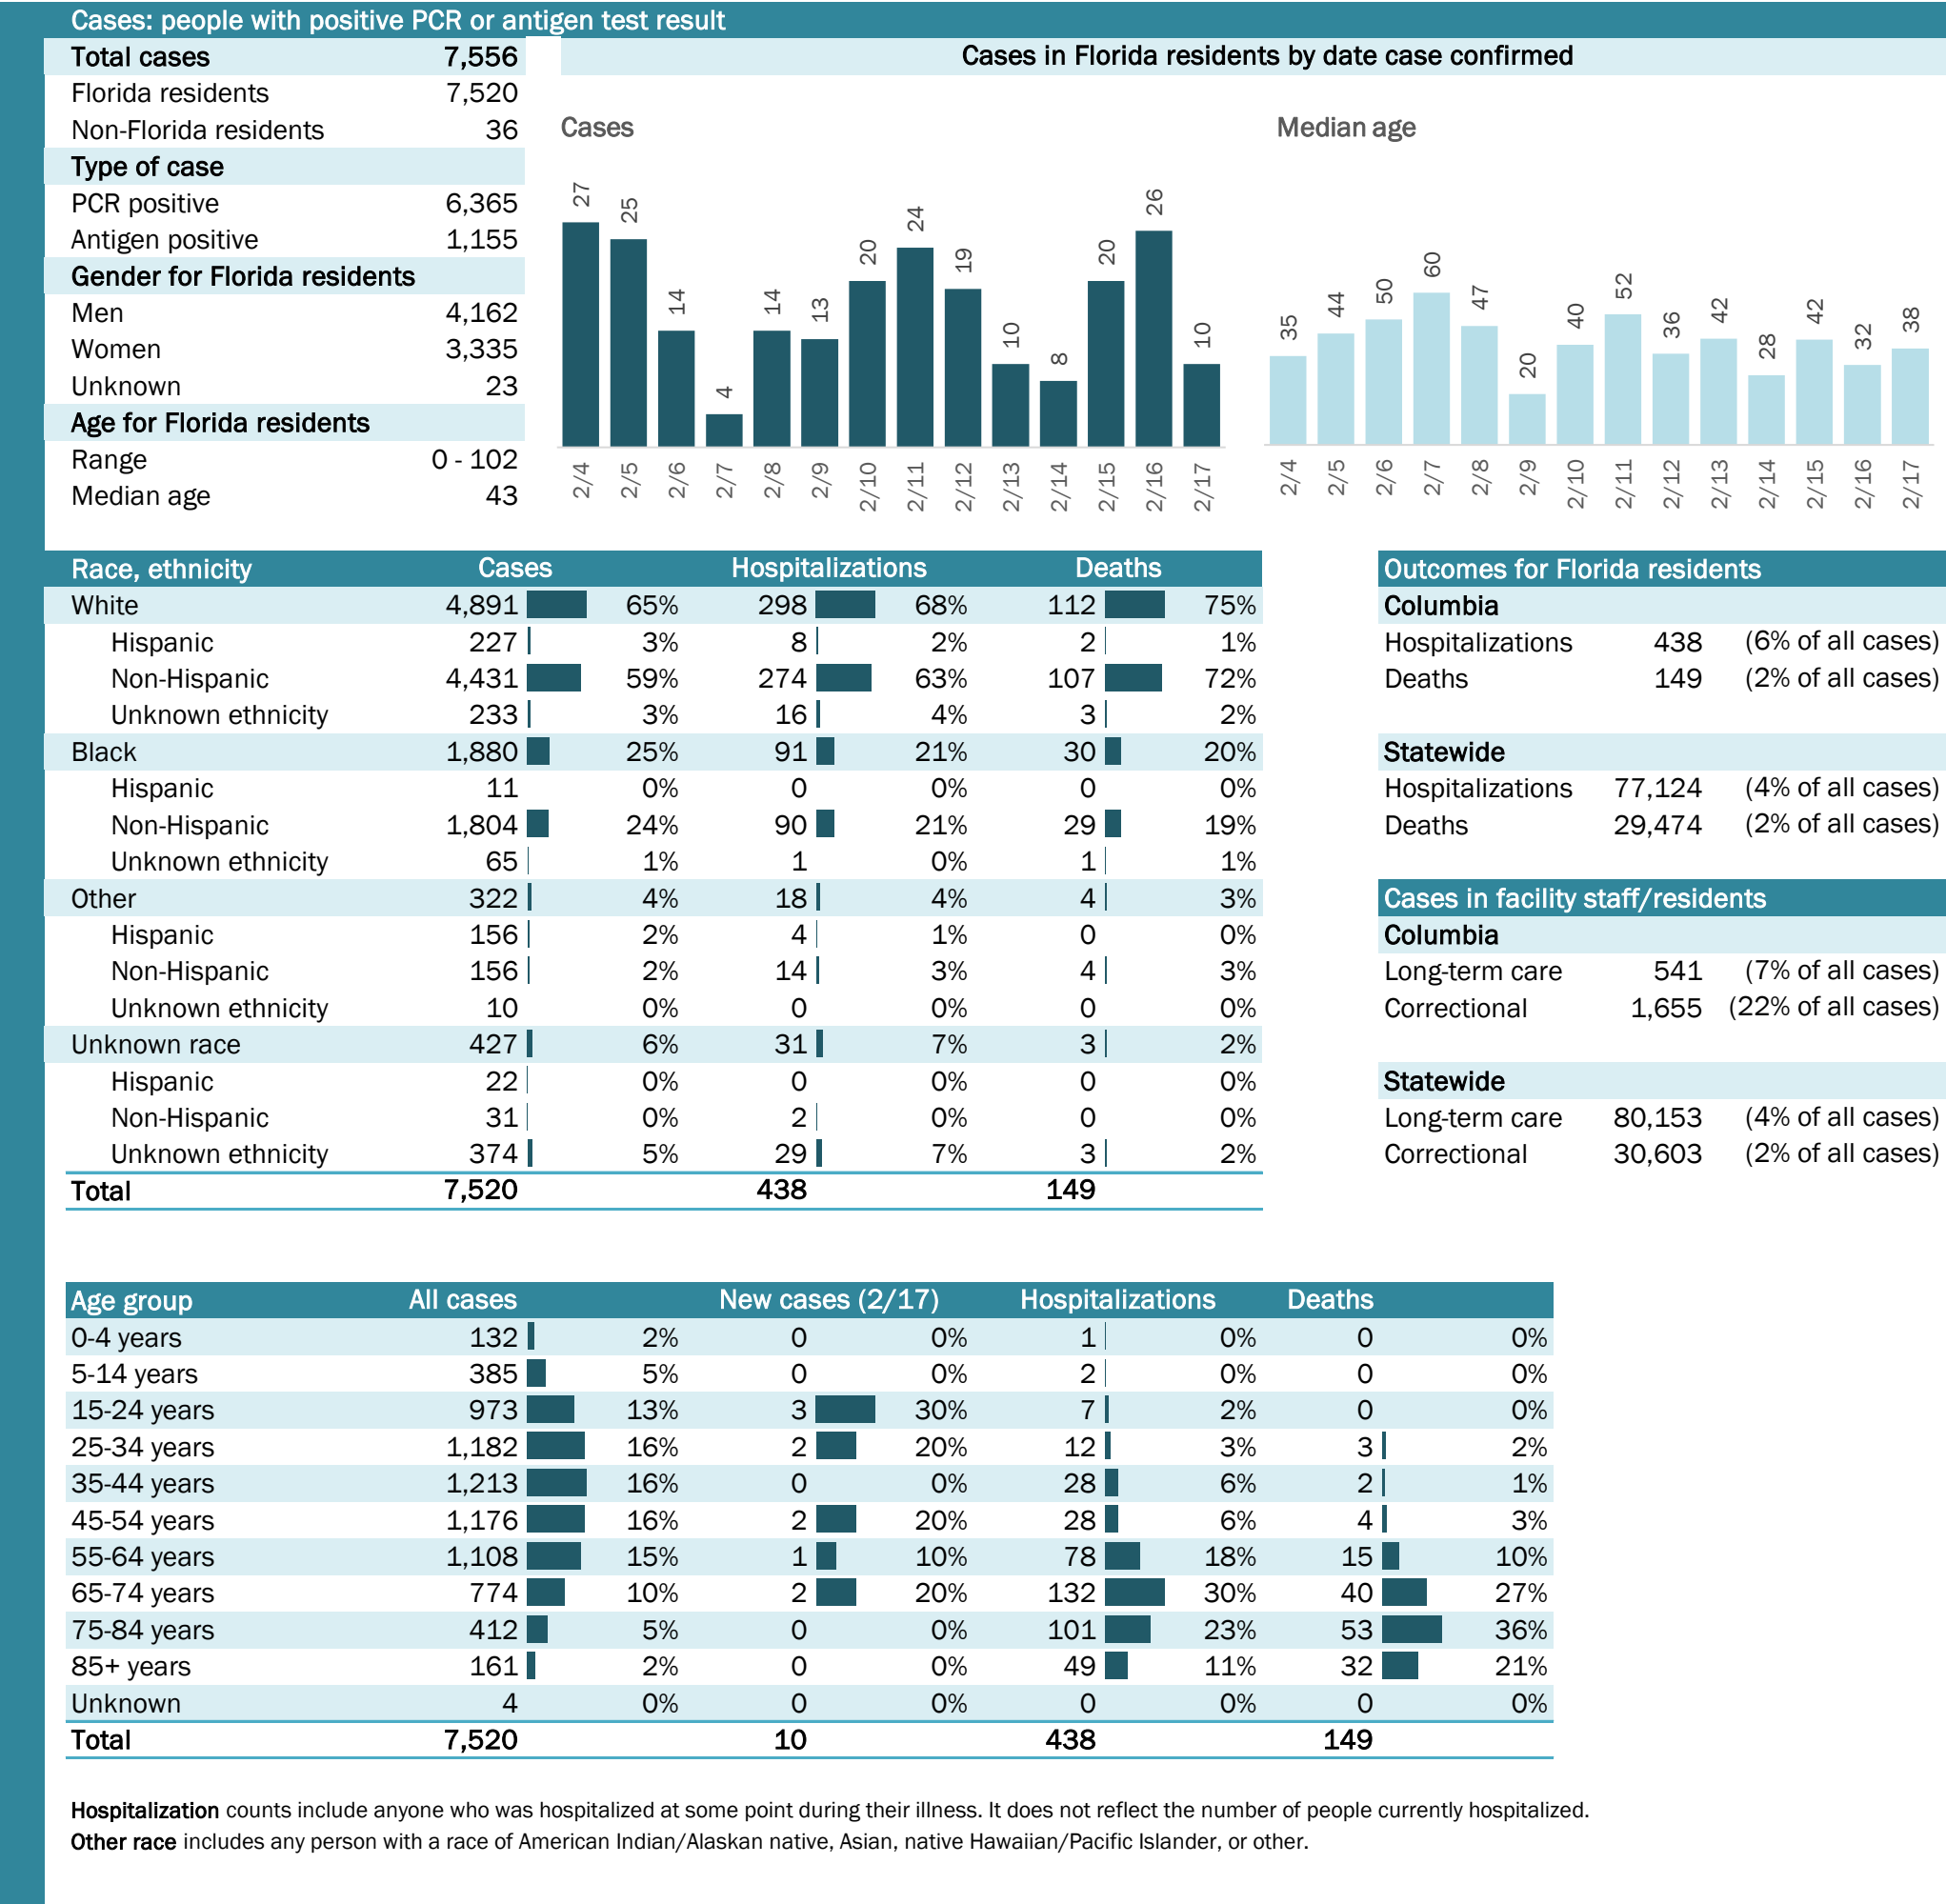 Cases: people with positive PCR or antigen test result
Total cases 7,556
Florida residents 7,520
Non-Florida residents 36
Type of case
PCR positive 6,365
Antigen positive 1,155
Gender for Florida residents
Men 4,162
Women 3,335
Unknown 23
Age for Florida residents
Range 0 - 102
Median age 43
Cases in Florida residents by date case confirmed
Cases
27 25 14 4 14 13 20 24 19 10 8 20 26 10
2/4 2/5 2/6 2/7 2/8 2/9 2/10 2/11 2/12 2/13 2/14 2/15 2/16 2/17
Median age
35 44 50 60 47 20 40 52 36 42 28 42 32 38
2/4 2/5 2/6 2/7 2/8 2/9 2/10 2/11 2/12 2/13 2/14 2/15 2/16 2/17
Race, ethnicity Cases Hospitalizations Deaths
White 4,891 65% 298 68% 112 75%
Hispanic 227 3% 8 2% 2 1%
Non-Hispanic 4,431 59% 274 63% 107 72%
Unknown ethnicity 233 3% 16 4% 3 2%
Black 1,880 25% 91 21% 30 20%
Hispanic 11 0% 0 0% 0 0%
Non-Hispanic 1,804 24% 90 21% 29 19%
Unknown ethnicity 65 1% 1 0% 1 1%
Other 322 4% 18 4% 4 3%
Hispanic 156 2% 4 1% 0 0%
Non-Hispanic 156 2% 14 3% 4 3%
Unknown ethnicity 10 0% 0 0% 0 0%
Unknown race 427 6% 31 7% 3 2%
Hispanic 22 0% 0 0% 0 0%
Non-Hispanic 31 0% 2 0% 0 0%
Unknown ethnicity 374 5% 29 7% 3 2%
Total 7,520 438 149
Outcomes for Florida residents
Columbia
Hospitalizations 438 (6% of all cases)
Deaths 149 (2% of all cases)
Statewide
Hospitalizations 77,124 (4% of all cases)
Deaths 29,474 (2% of all cases)
Cases in facility staff/residents
Columbia
Long-term care 541 (7% of all cases)
Correctional 1,655 (22% of all cases)
Statewide
Long-term care 80,153 (4% of all cases)
Correctional 30,603 (2% of all cases)
Age group All cases New cases (2/17) Hospitalizations Deaths
0-4 years 132 2% 0 0% 1 0% 0 0%
5-14 years 385 5% 0 0% 2 0% 0 0%
15-24 years 973 13% 3 30% 7 2% 0 0%
25-34 years 1,182 16% 2 20% 12 3% 3 2%
35-44 years 1,213 16% 0 0% 28 6% 2 1%
45-54 years 1,176 16% 2 20% 28 6% 4 3%
55-64 years 1,108 15% 1 10% 78 18% 15 10%
65-74 years 774 10% 2 20% 132 30% 40 27%
75-84 years 412 5% 0 0% 101 23% 53 36%
85+ years 161 2% 0 0% 49 11% 32 21%
Unknown 4 0% 0 0% 0 0% 0 0%
Total 7,520 10 438 149
Hospitalization counts include anyone who was hospitalized at some point during their illness. It does not reflect the number of people currently hospitalized.
Other race includes any person with a race of American Indian/Alaskan native, Asian, native Hawaiian/Pacific Islander, or other.